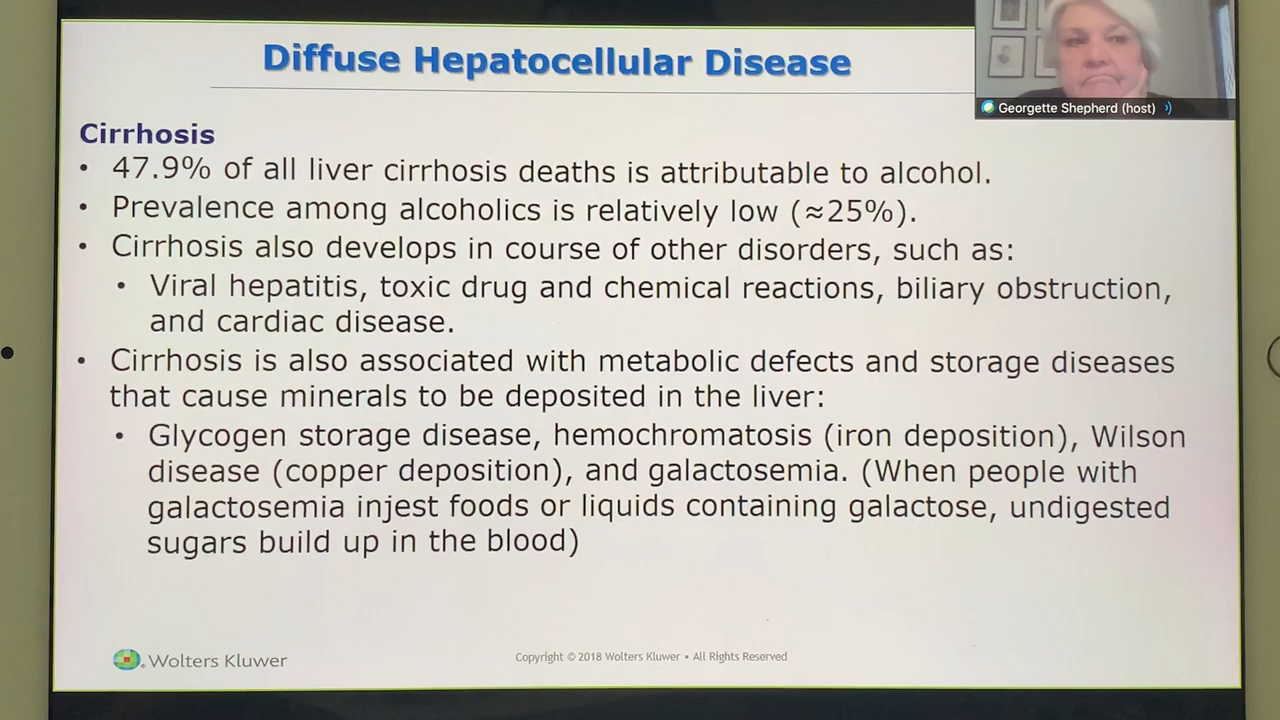 Diffuse Hepatocellular Disease
Georgette Shepherd (host)
Cirrhosis
• 47.9% of all liver cirrhosis deaths is attributable to alcohol.
• Prevalence among alcoholics is relatively low (≈25%).
• Cirrhosis also develops in course of other disorders, such as:
• Viral hepatitis, toxic drug and chemical reactions, biliary obstruction,
and cardiac disease.
• Cirrhosis is also associated with metabolic defects and storage diseases
that cause minerals to be deposited in the liver:
• Glycogen storage disease, hemochromatosis (iron deposition), Wilson
disease (copper deposition), and galactosemia. (When people with
galactosemia injest foods or liquids containing galactose, undigested
sugars build up in the blood)
Wolters Kluwer
Copyright © 2018 Wolters Kluwer • All Rights Reserved